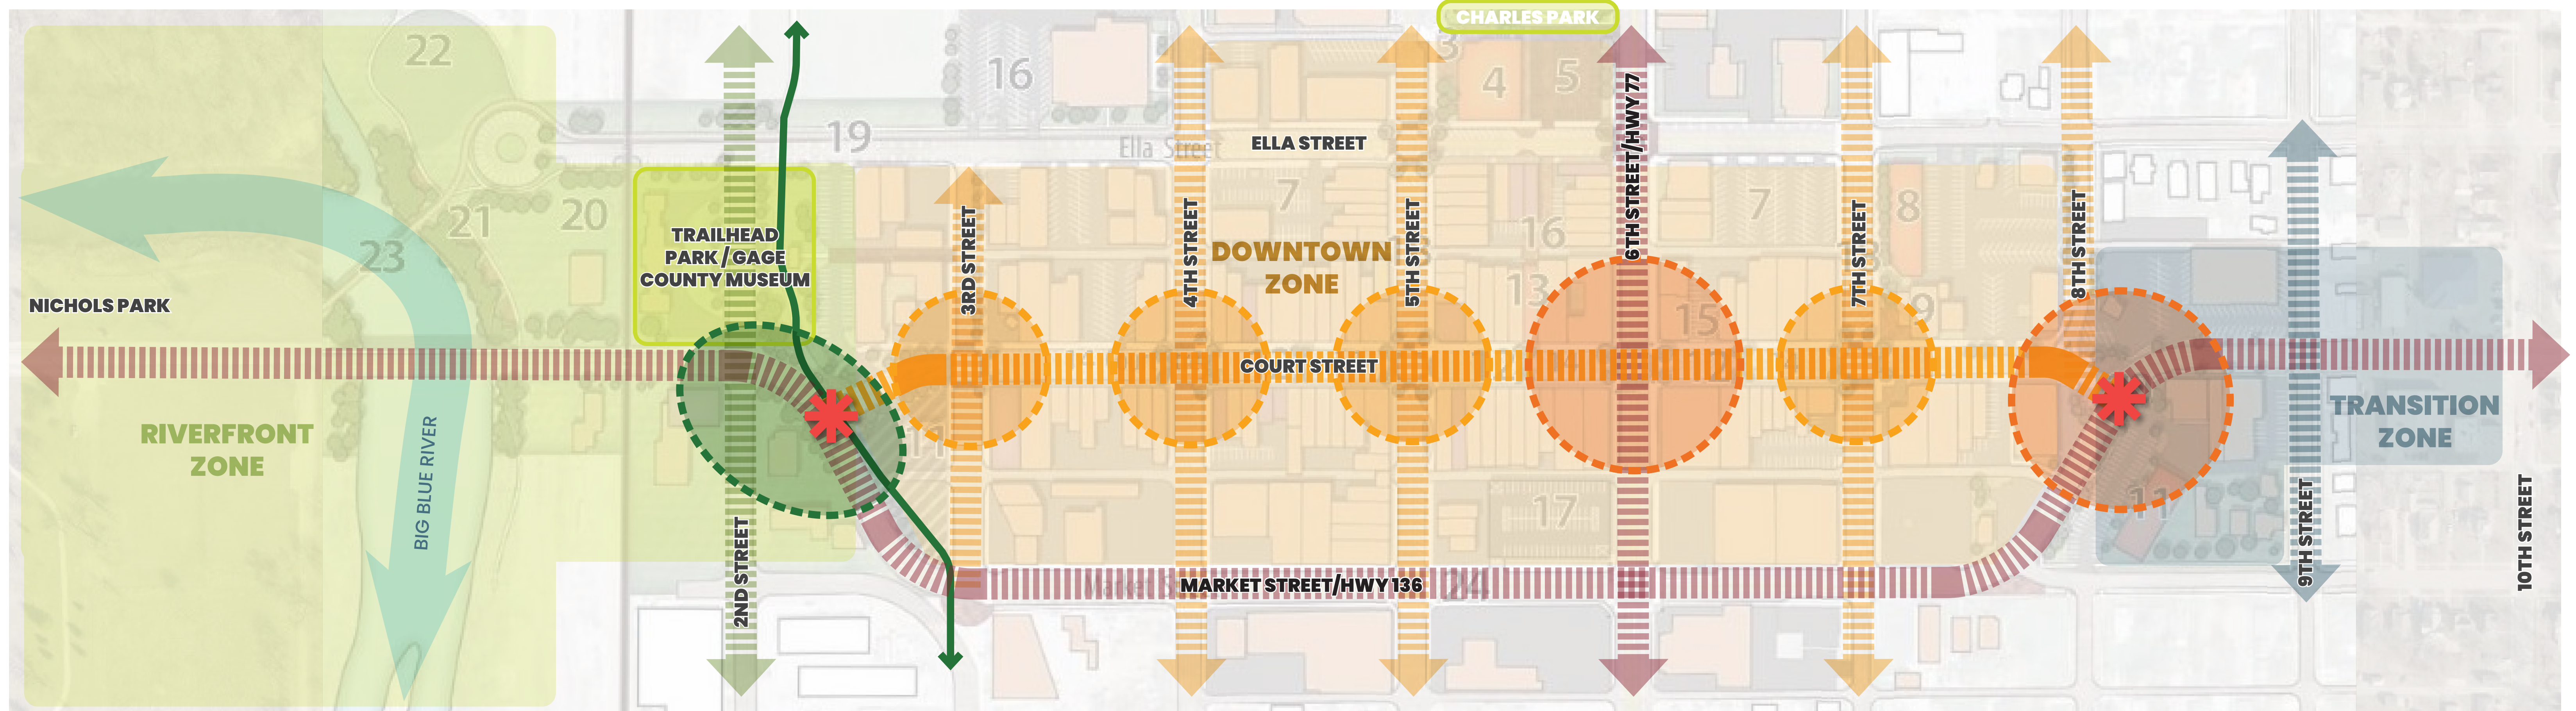 CHARLES PARK
22
3
4
5
16
19
Ella Street
ELLA STREET
6TH STREET/HWY 77
7
7
8
21
20
23
16
TRAILHEAD
PARK / GAGE
COUNTY MUSEUM
3RD STREET
4TH STREET
DOWNTOWN
ZONE
5TH STREET
7TH STREET
8TH STREET
13
9
15
NICHOLS PARK
COURT STREET
RIVERFRONT
ZONE
BIG BLUE RIVER
TRANSITION
ZONE
17
11
2ND STREET
9TH STREET
10TH STREET
MARKET STREET/HWY 136
24